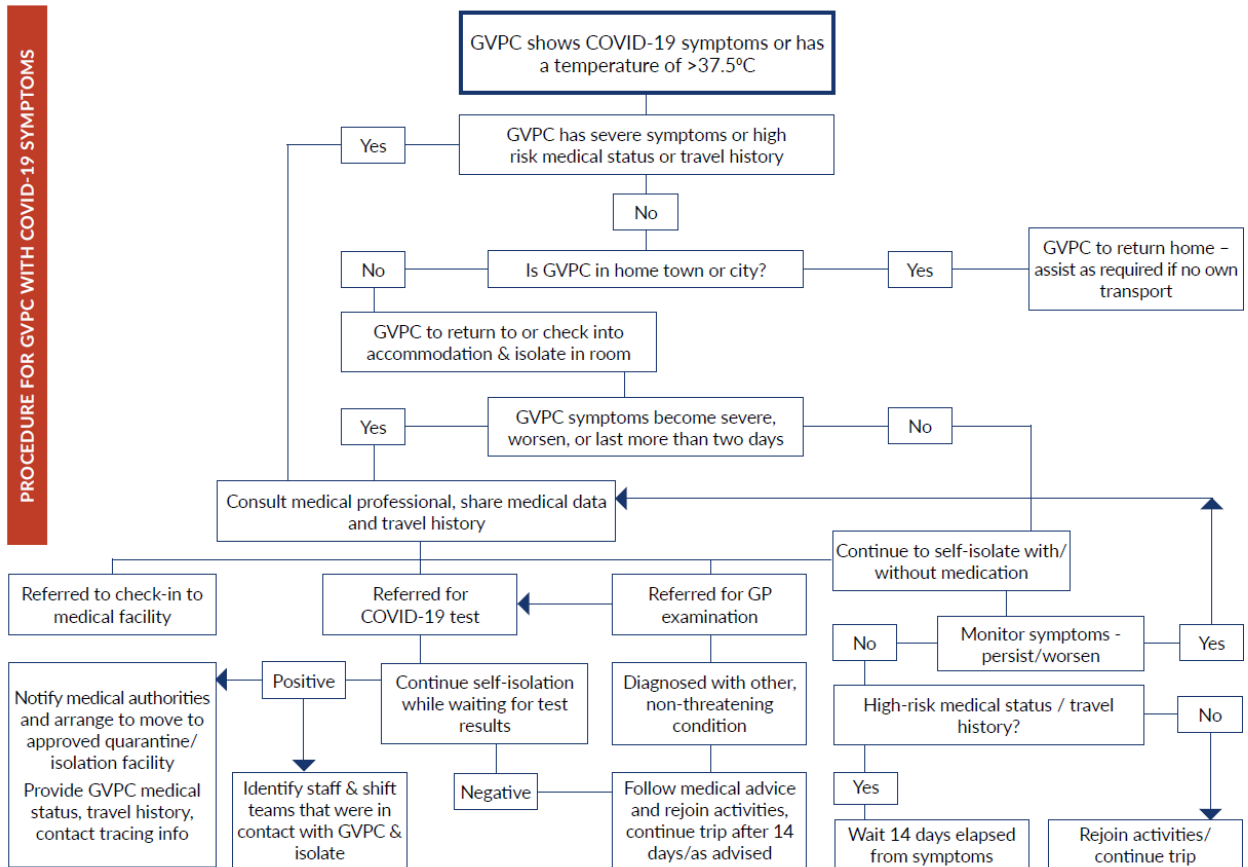 PROCEDURE FOR GVPC WITH COVID-19 SYMPTOMS
GVPC shows COVID-19 symptoms or has
a temperature of >37.5ºC
Yes
GVPC has severe symptoms or high
risk medical status or travel history
No
No
Is GVPC in home town or city?
Yes
GVPC to return home –
assist as required if no own
transport
GVPC to return to or check into
accommodation & isolate in room
Yes
GVPC symptoms become severe,
worsen, or last more than two days
No
Consult medical professional, share medical data
and travel history
Continue to self-isolate with/
without medication
Referred to check-in to
medical facility
Referred for
COVID-19 test
Referred for GP
examination
No
Monitor symptoms -
persist/worsen
Yes
Notify medical authorities
and arrange to move to
approved quarantine/
isolation facility
Provide GVPC medical
status, travel history,
contact tracing info
Positive
Continue self-isolation
while waiting for test
results
Diagnosed with other,
non-threatening
condition
High-risk medical status / travel
history?
No
Identify staff & shift
teams that were in
contact with GVPC &
isolate
Negative
Follow medical advice
and rejoin activities,
continue trip after 14
days/as advised
Yes
Wait 14 days elapsed
from symptoms
Rejoin activities/
continue trip